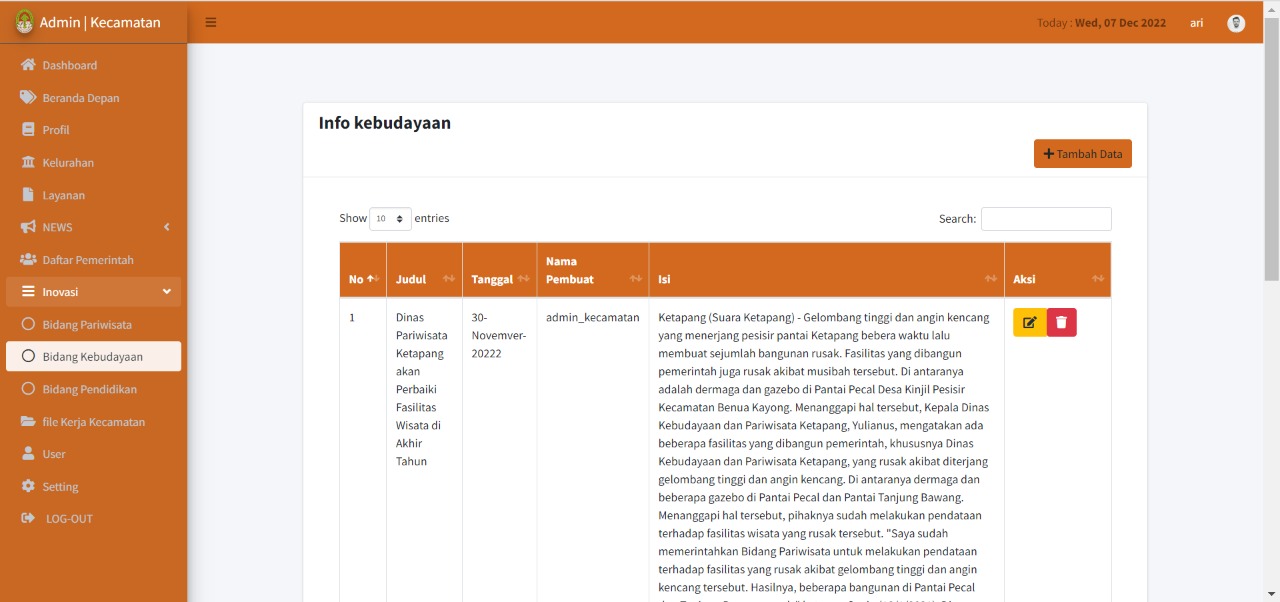 Admin | Kecamatan
Today : Wed, 07 Dec 2022 ari
Dashboard
Beranda Depan
Profil
Kelurahan
Layanan
NEWS
Daftar Pemerintah
Inovasi
Bidang Pariwisata
Bidang Kebudayaan
Bidang Pendidikan
file Kerja Kecamatan
User
Setting
LOG-OUT
Info kebudayaan
Tambah Data
Show 10 entries
Search:
No Judul Tanggal Nama Pembuat Isi Aksi
1
Dinas
Pariwisata
Ketapang
akan
Perbaiki
Fasilitas
Wisata di
Akhir
Tahun
30-
Novemver-
20222
admin_kecamatan
Ketapang (Suara Ketapang) - Gelombang tinggi dan angin kencang
yang menerjang pesisir pantai Ketapang bebera waktu lalu
membuat sejumlah bangunan rusak. Fasilitas yang dibangun
pemerintah juga rusak akibat musibah tersebut. Di antaranya
adalah dermaga dan gazebo di Pantai Pecal Desa Kinjil Pesisir
Kecamatan Benua Kayong. Menanggapi hal tersebut, Kepala Dinas
Kebudayaan dan Pariwisata Ketapang, Yulianus, mengatakan ada
beberapa fasilitas yang dibangun pemerintah, khususnya Dinas
Kebudayaan dan Pariwisata Ketapang, yang rusak akibat diterjang
gelombang tinggi dan angin kencang. Di antaranya dermaga dan
beberapa gazebo di Pantai Pecal dan Pantai Tanjung Bawang.
Menanggapi hal tersebut, pihaknya sudah melakukan pendataan
terhadap fasilitas wisata yang rusak tersebut. "Saya sudah
memerintahkan Bidang Pariwisata untuk melakukan pendataan
terhadap fasilitas yang rusak akibat gelombang tinggi dan angin
kencang tersebut. Hasilnya, beberapa bangunan di Pantai Pecal